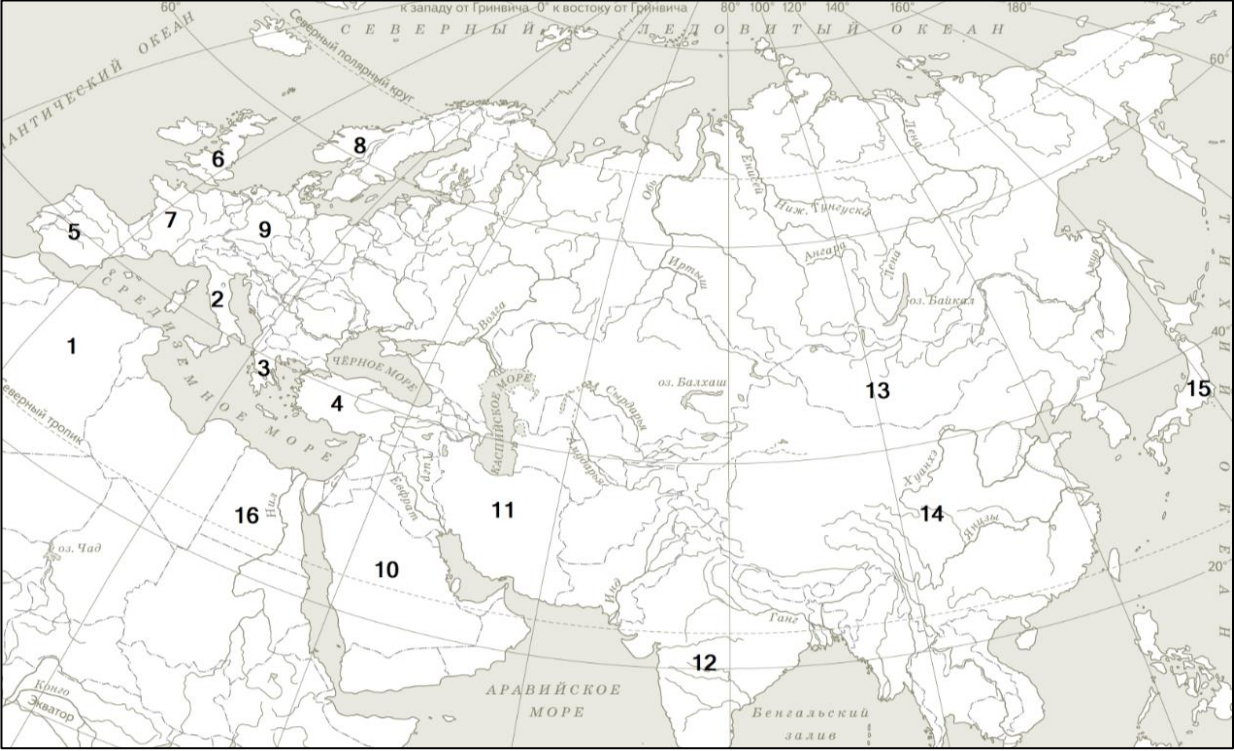 60°
к западу от Гринвича 0° к востоку от Гринвича
80° 100° 120° 140° 160° 180°
СЕВЕРНЫЙ ЛЕДОВИТЫЙ ОКЕАН
АНТИЧЕСКИЙ ОКЕАН
Северный полярный круг
60°
8
6
Лена
Енисей
Обь
Ниж. Тунгуска
7
5
9
Ангара
Лена
Иртыш
Амур
оз. Байкал
2
СРЕДИЗЕМНОЕ МОРЕ
Волга
ТИХИЙ ОКЕАН
40°
1
3
ЧЁРНОЕ МОРЕ
КАСПИЙСКОЕ МОРЕ
оз. Балхаш
Сырдарья
13
15
4
Северный тропик
Амударья
Тигр
Евфрат
Хуанхэ
11
14
Янцзы
16
Нил
оз. Чад
10
20°
Инд
Ганг
12
Конго
Экватор
АРАВИЙСКОЕ
МОРЕ
Бенгальский
залив